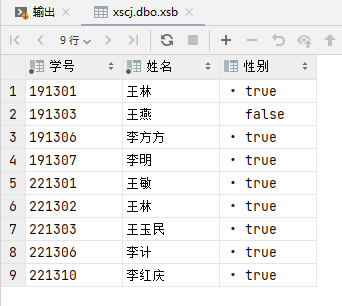 输出 xscj.dbo.xsb
9 行
学号 姓名 性别
1 191301 王林 • true
2 191303 王燕 false
3 191306 李方方 • true
4 191307 李明 • true
5 221301 王敏 • true
6 221302 王林 • true
7 221303 王玉民 • true
8 221306 李计 • true
9 221310 李红庆 • true